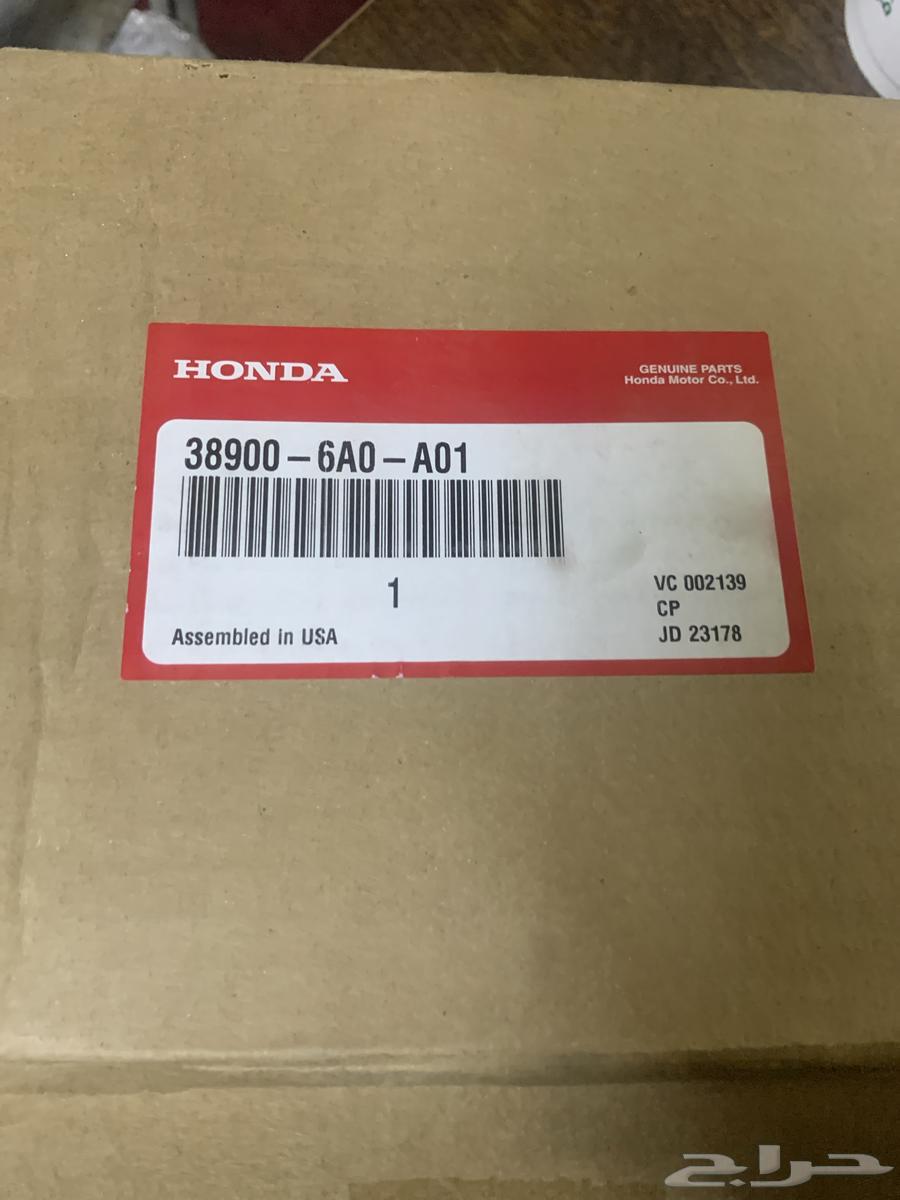 HONDA
GENUINE PARTS
Honda Motor Co., Ltd.
38900-6A0-A01
1
VC 002139
CP
Assembled in USA
JD 23178
حراج